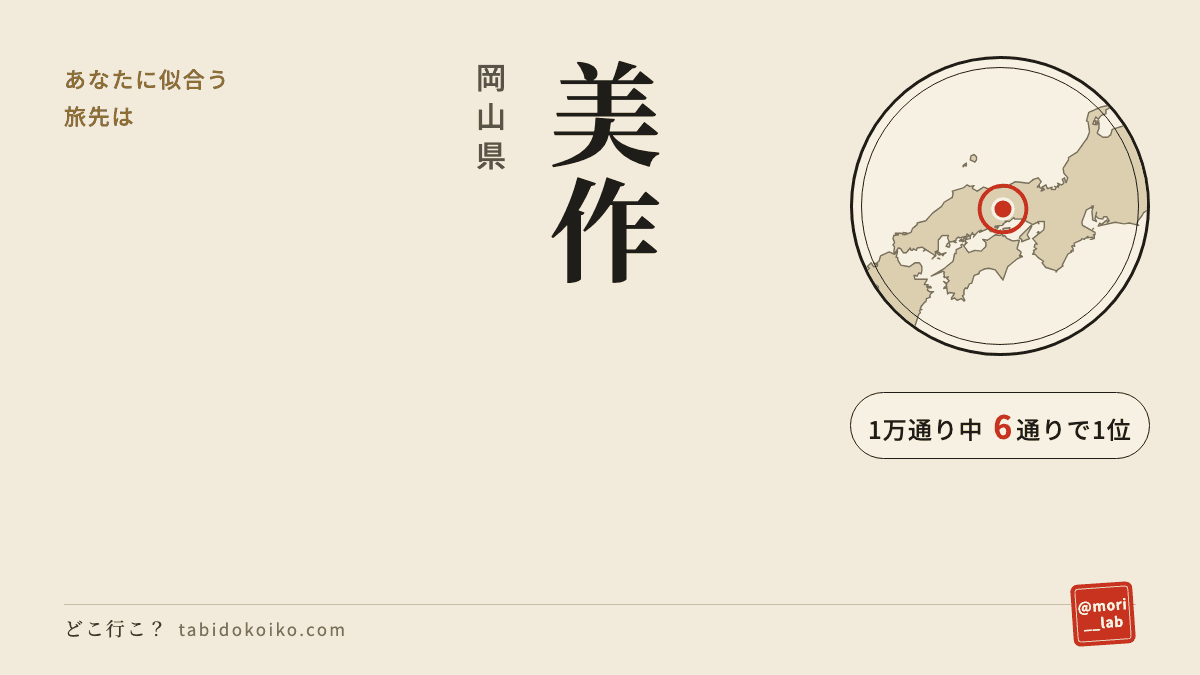 あなたに似合う
旅先は
美作
岡山県
1万通り中 6通りで1位
どこ行こ？ tabidokoiko.com
@mori
__lab